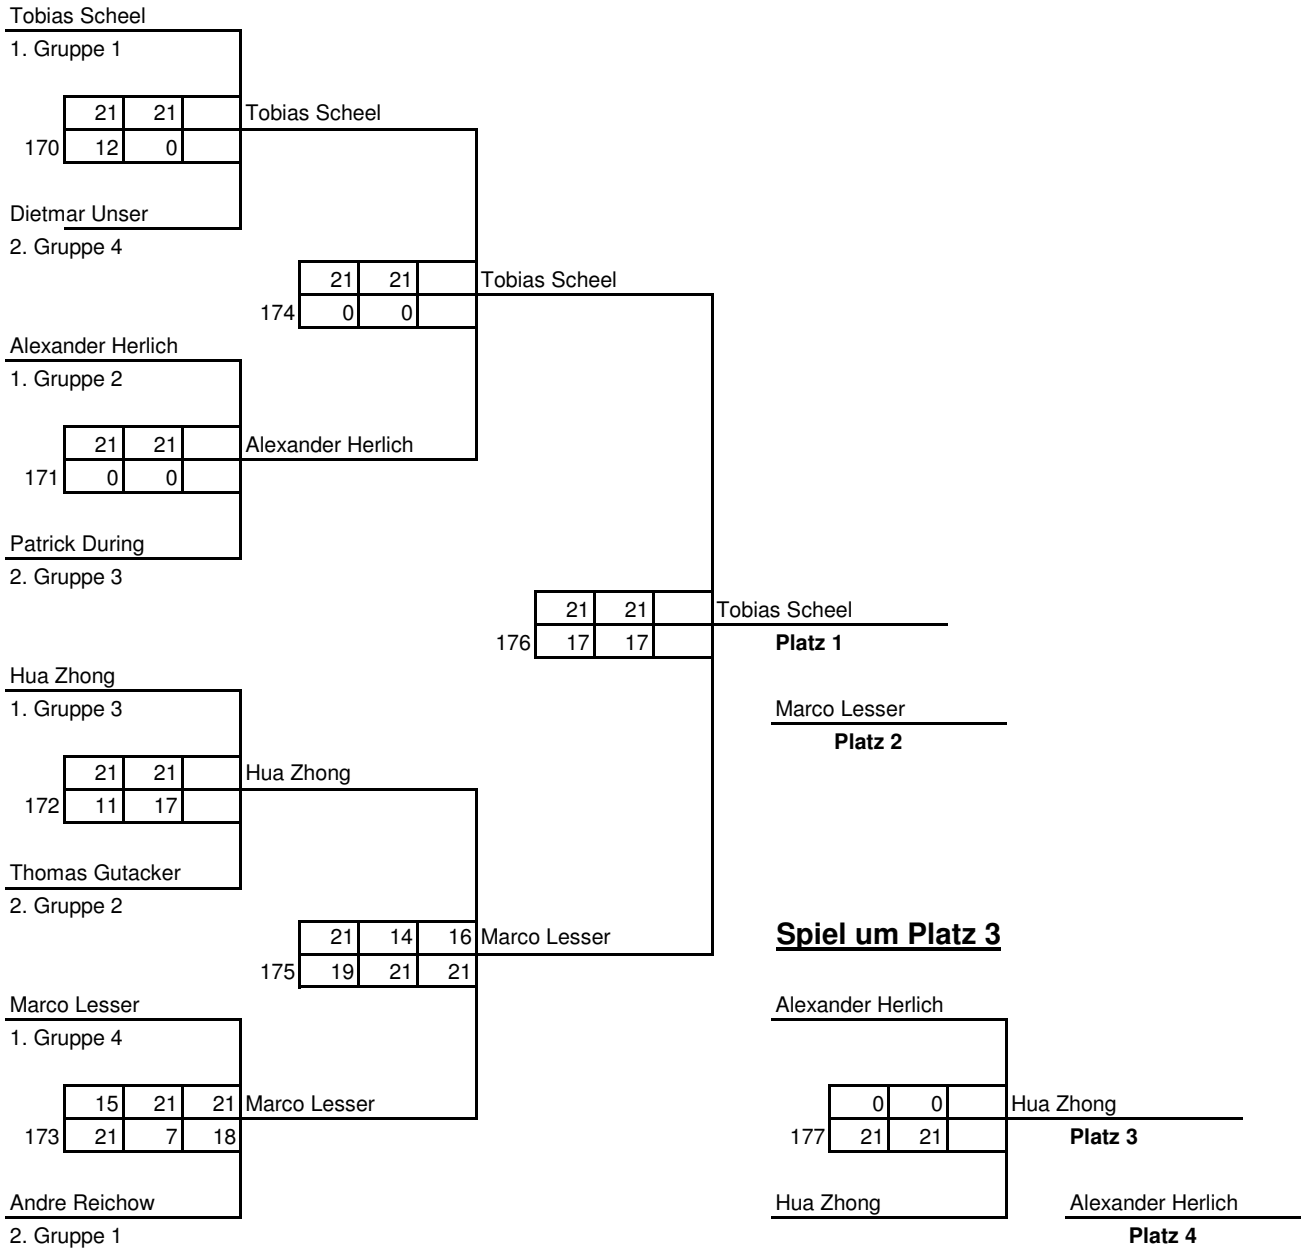 Tobias Scheel
1. Gruppe 1
21 21 Tobias Scheel
170 12 0
Dietmar Unser
2. Gruppe 4
21 21 Tobias Scheel
174 0 0
Alexander Herlich
1. Gruppe 2
21 21 Alexander Herlich
171 0 0
Patrick During
2. Gruppe 3
21 21 Tobias Scheel
176 17 17 Platz 1
Hua Zhong
1. Gruppe 3 Marco Lesser
Platz 2
21 21 Hua Zhong
172 11 17
Thomas Gutacker
2. Gruppe 2
21 14 16 Marco Lesser Spiel um Platz 3
175 19 21 21
Marco Lesser Alexander Herlich
1. Gruppe 4
15 21 21 Marco Lesser 0 0 Hua Zhong
173 21 7 18 177 21 21 Platz 3
Andre Reichow Hua Zhong Alexander Herlich
2. Gruppe 1 Platz 4